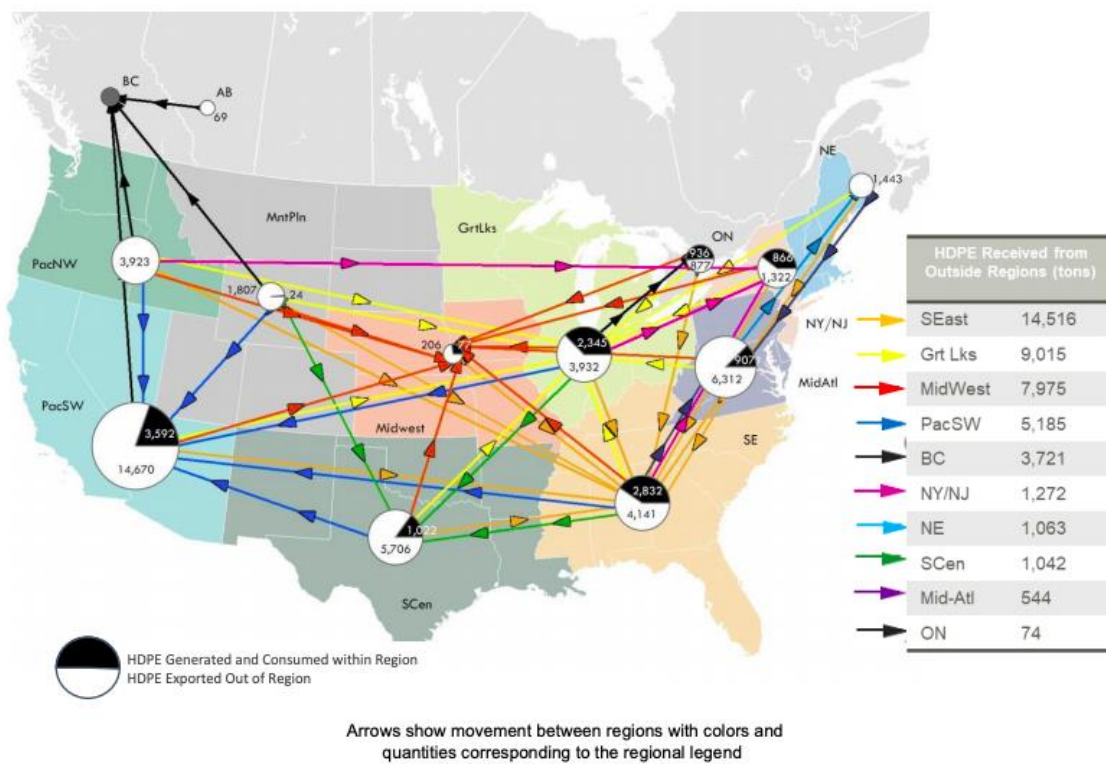 BC
AB
69
NE
1,443
MntPln
GrtLks
ON
936
877
866
1,322
PacNW
3,923
1,807
24
NY/NJ
206
2,345
3,932
907
6,312
MidAtl
PacSW
Midwest
SE
3,592
14,670
2,832
4,141
1,022
5,706
SCen
HDPE Received from
Outside Regions (tons)
SEast 14,516
Grt Lks 9,015
MidWest 7,975
PacSW 5,185
BC 3,721
NY/NJ 1,272
NE 1,063
SCen 1,042
Mid-Atl 544
ON 74
HDPE Generated and Consumed within Region
HDPE Exported Out of Region
Arrows show movement between regions with colors and
quantities corresponding to the regional legend